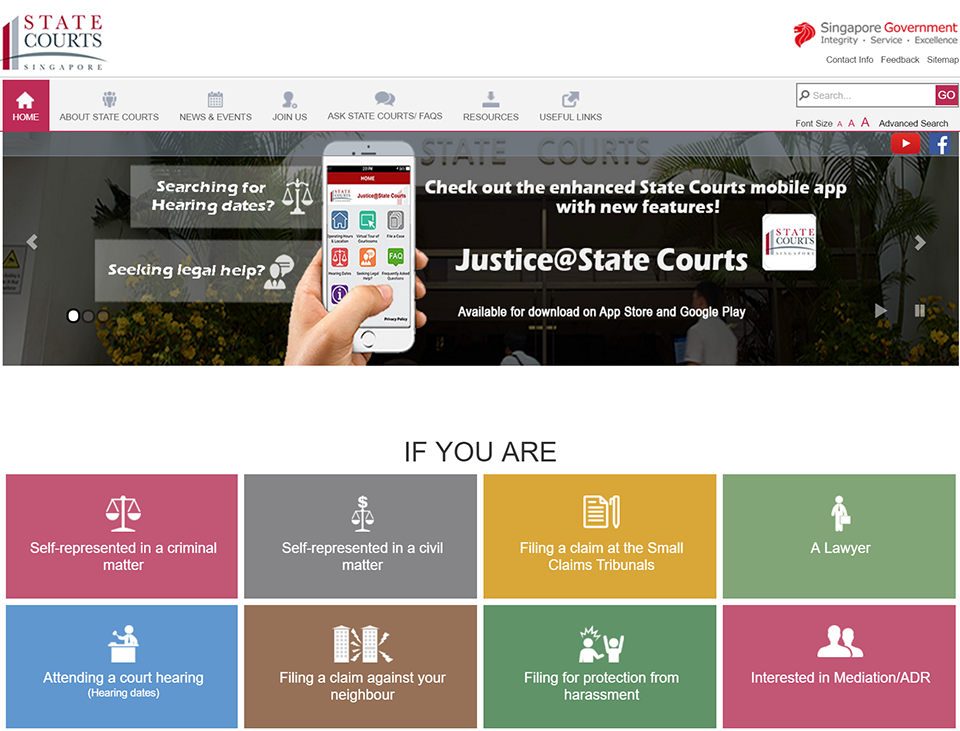 STATE
COURTS
SINGAPORE
Singapore Government
Integrity · Service · Excellence
Contact Info Feedback Sitemap
HOME
ABOUT STATE COURTS
NEWS & EVENTS
JOIN US
ASK STATE COURTS/ FAQS
RESOURCES
USEFUL LINKS
Search...
GO
Font Size A A A Advanced Search
f
STATE COURTS
Searching for
Hearing dates?
Seeking legal help?
HOME
STATE
COURTS
Justice@State Courts
Operating Hours
& Location
Virtual Tour of
Courtrooms
File a Case
Hearing Dates
Seeking Legal
Help?
FAQ
Frequently Asked
Questions
Privacy Policy
Check out the enhanced State Courts mobile app
with new features!
Justice@State Courts
STATE
COURTS
SINGAPORE
Available for download on App Store and Google Play
IF YOU ARE
Self-represented in a criminal
matter
$
Self-represented in a civil
matter
Filing a claim at the Small
Claims Tribunals
A Lawyer
Attending a court hearing
(Hearing dates)
Filing a claim against your
neighbour
Filing for protection from
harassment
Interested in Mediation/ADR